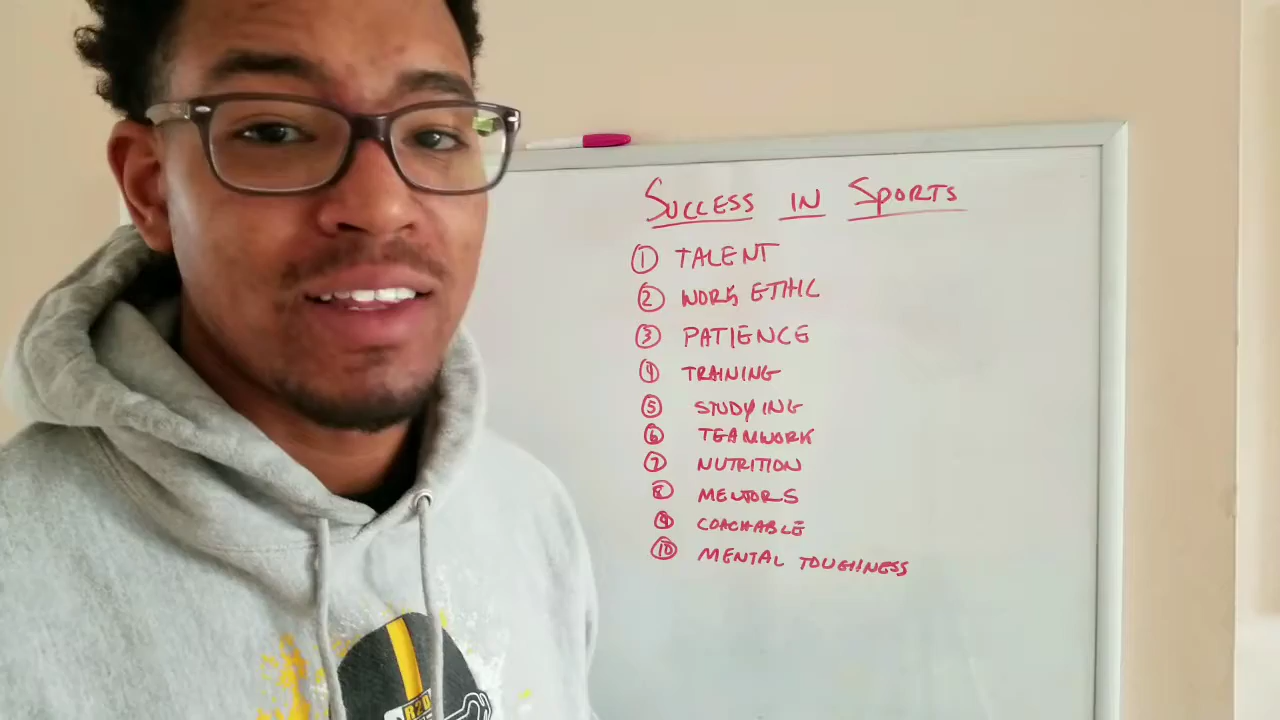 SUCCESS IN SPORTS
① TALENT
② WORK ETHIC
③ PATIENCE
④ TRAINING
⑤ STUDYING
⑥ TEAMWORK
⑦ NUTRITION
⑧ MENTORS
⑨ COACHABLE
⑩ MENTAL TOUGHNESS
R2D